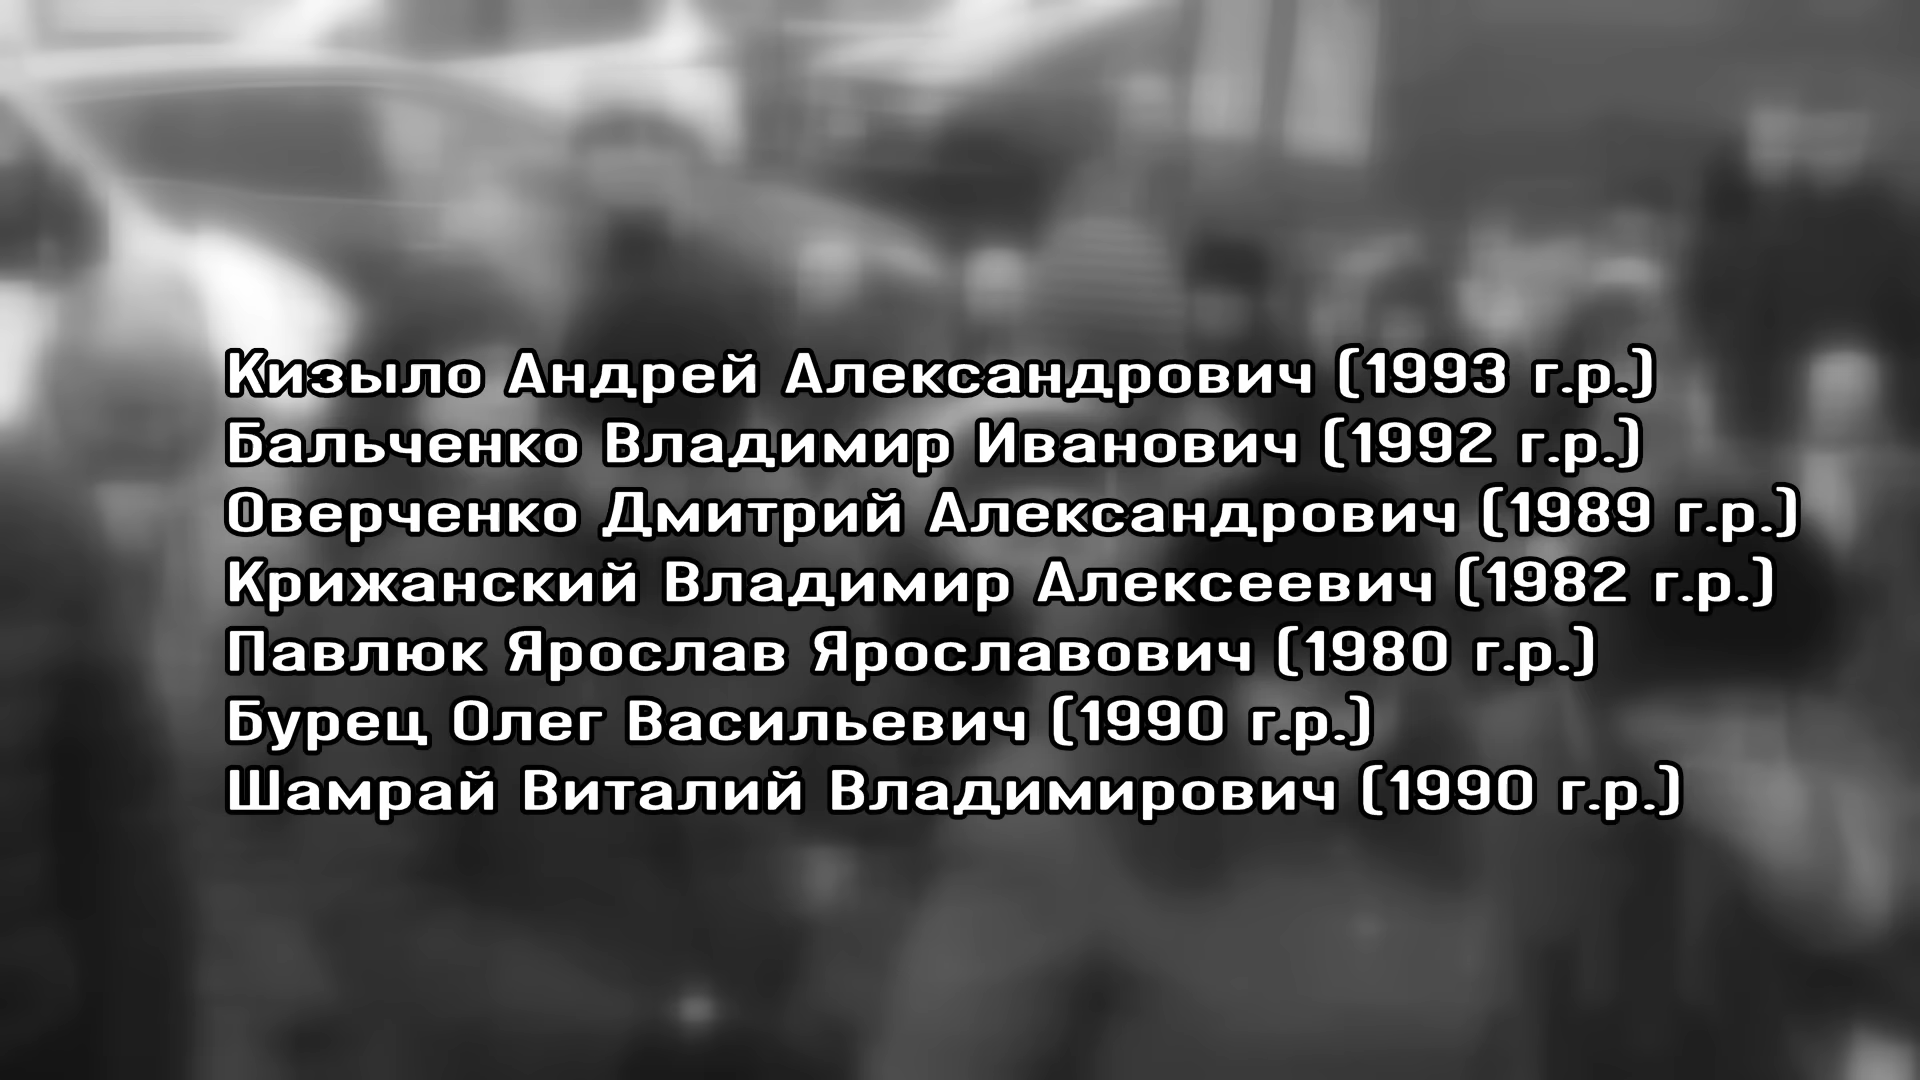 Кизыло Андрей Александрович (1993 г.р.)
Бальченко Владимир Иванович (1992 г.р.)
Оверченко Дмитрий Александрович (1989 г.р.)
Крижанский Владимир Алексеевич (1982 г.р.)
Павлюк Ярослав Ярославович (1980 г.р.)
Бурец Олег Васильевич (1990 г.р.)
Шамрай Виталий Владимирович (1990 г.р.)